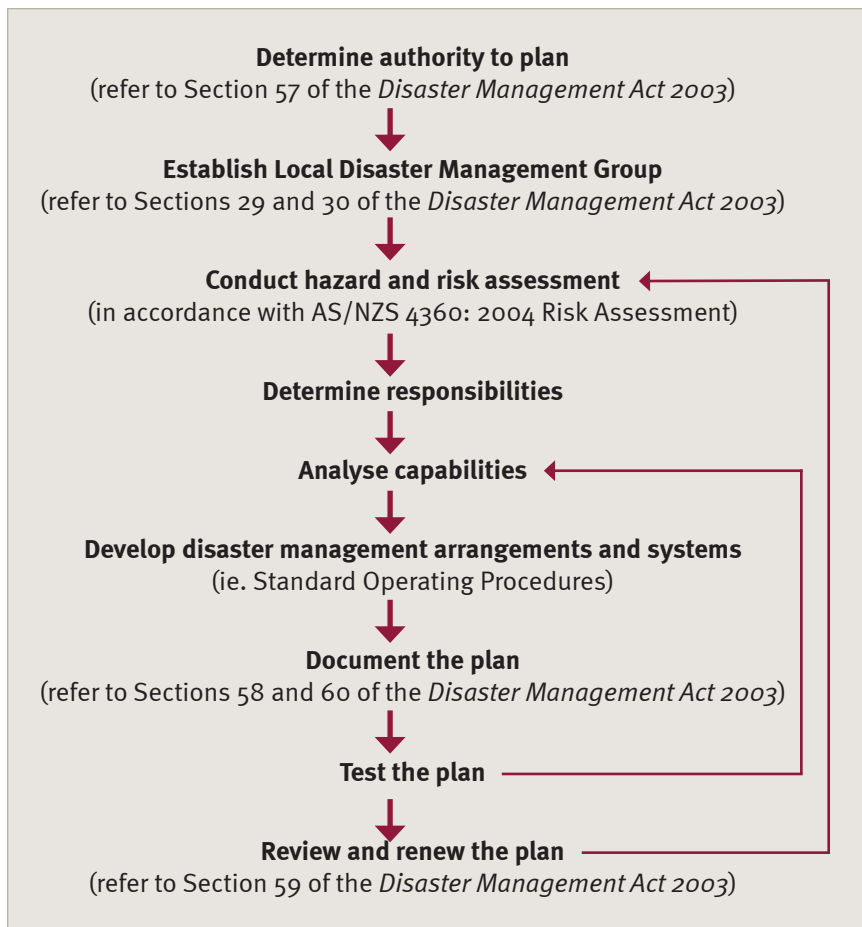 Determine authority to plan
(refer to Section 57 of the Disaster Management Act 2003)
Establish Local Disaster Management Group
(refer to Sections 29 and 30 of the Disaster Management Act 2003)
Conduct hazard and risk assessment
(in accordance with AS/NZS 4360: 2004 Risk Assessment)
Determine responsibilities
Analyse capabilities
Develop disaster management arrangements and systems
(ie. Standard Operating Procedures)
Document the plan
(refer to Sections 58 and 60 of the Disaster Management Act 2003)
Test the plan
Review and renew the plan
(refer to Section 59 of the Disaster Management Act 2003)